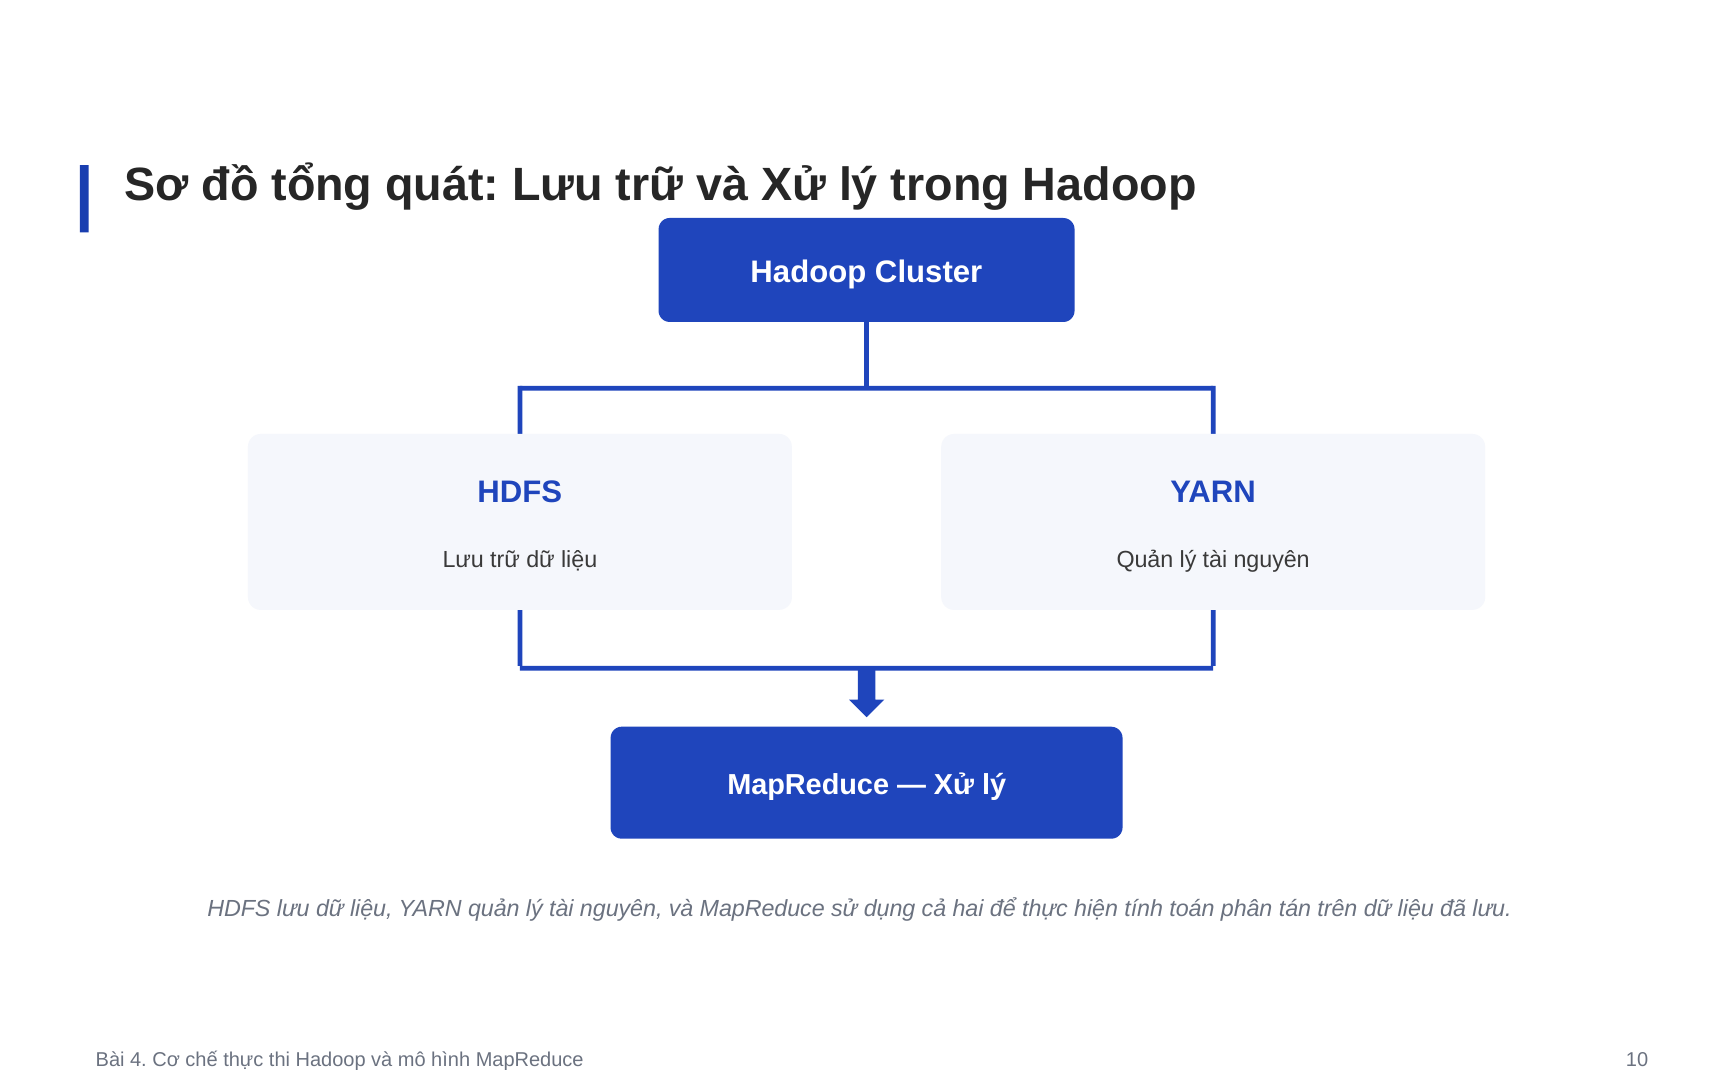 Sơ đồ tổng quát: Lưu trữ và Xử lý trong Hadoop
Hadoop Cluster
HDFS
Lưu trữ dữ liệu
YARN
Quản lý tài nguyên
MapReduce — Xử lý
HDFS lưu dữ liệu, YARN quản lý tài nguyên, và MapReduce sử dụng cả hai để thực hiện tính toán phân tán trên dữ liệu đã lưu.
Bài 4. Cơ chế thực thi Hadoop và mô hình MapReduce
10